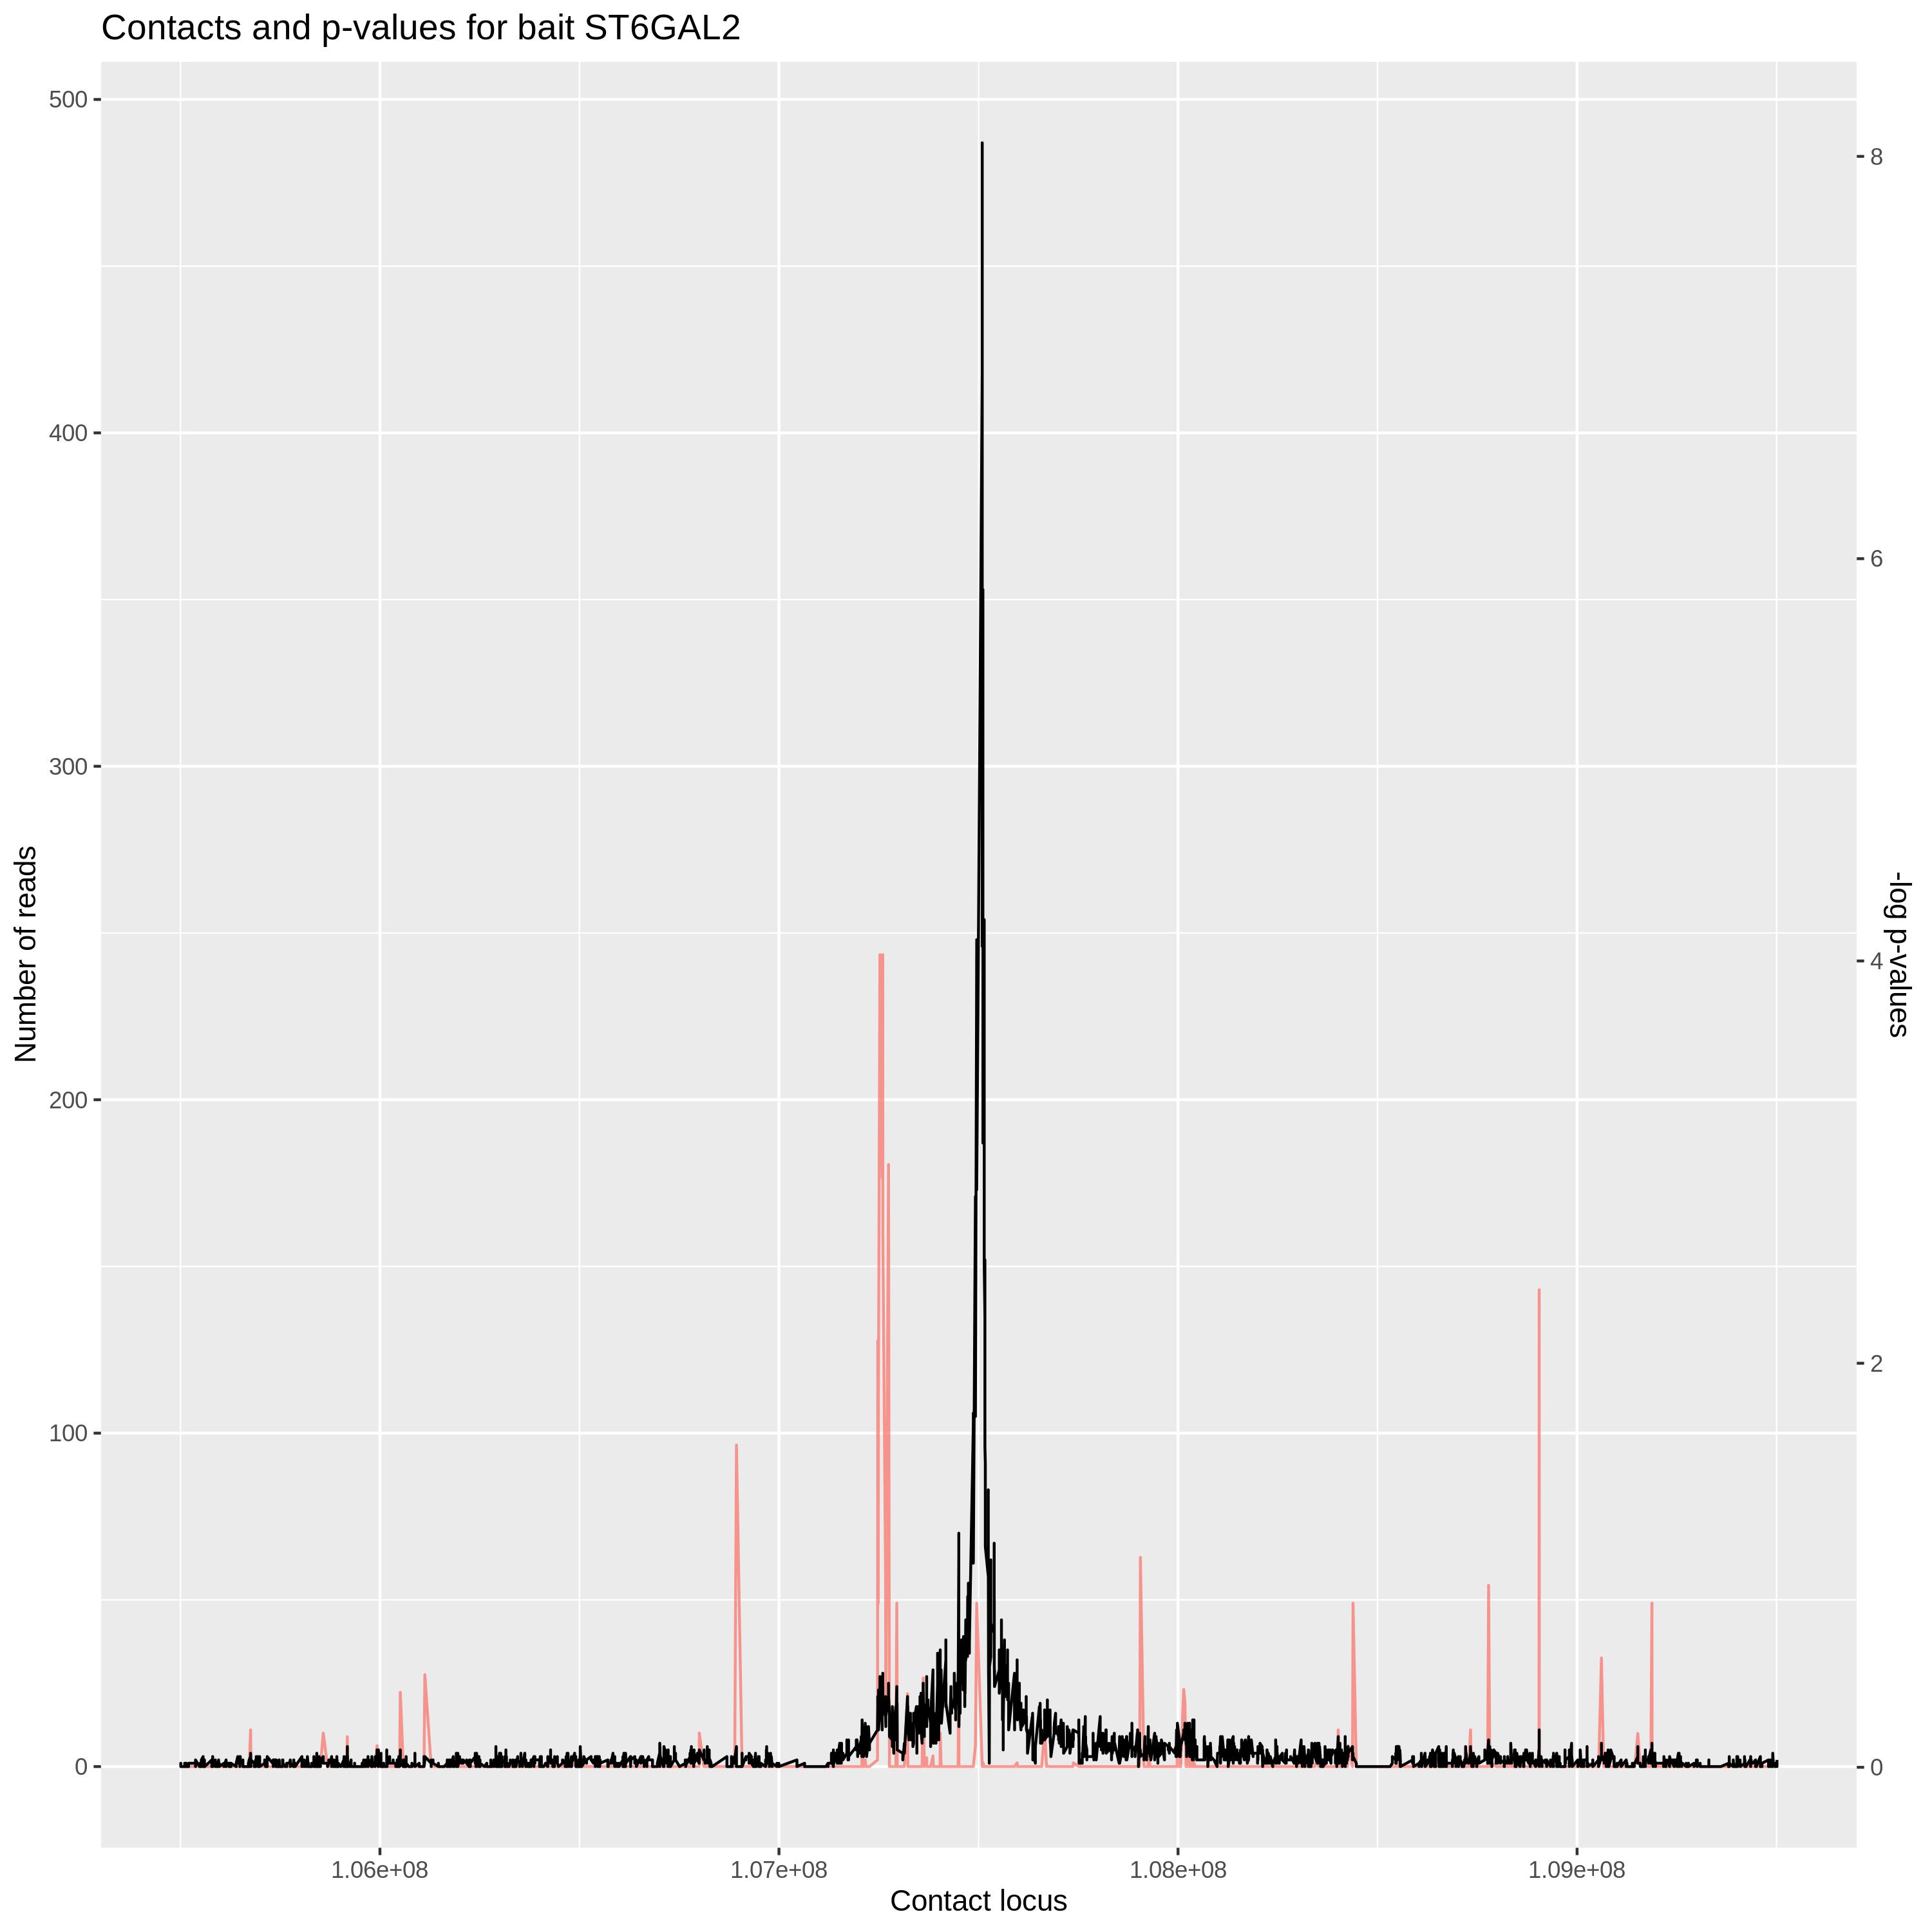 Contacts and p-values for bait ST6GAL2
500
400
300
200
100
0
Number of reads
8
6
4
2
0
-log p-values
1.06e+08 1.07e+08 1.08e+08 1.09e+08
Contact locus